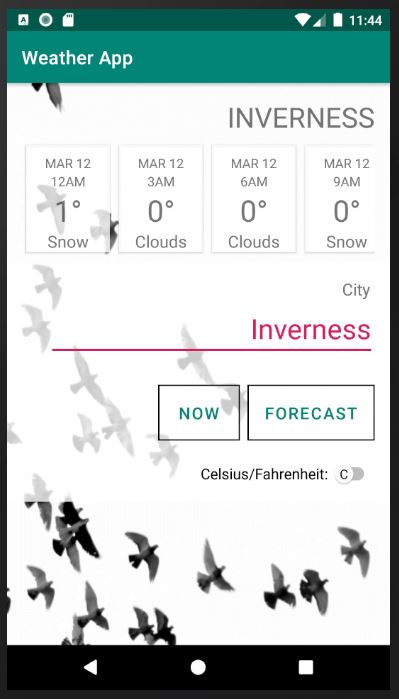 A 11:44
Weather App
INVERNESS
MAR 12 MAR 12 MAR 12 MAR 12
12AM 3AM 6AM 9AM
1° 0° 0° 0°
Snow Clouds Clouds Snow
City
Inverness
NOW FORECAST
Celsius/Fahrenheit: C